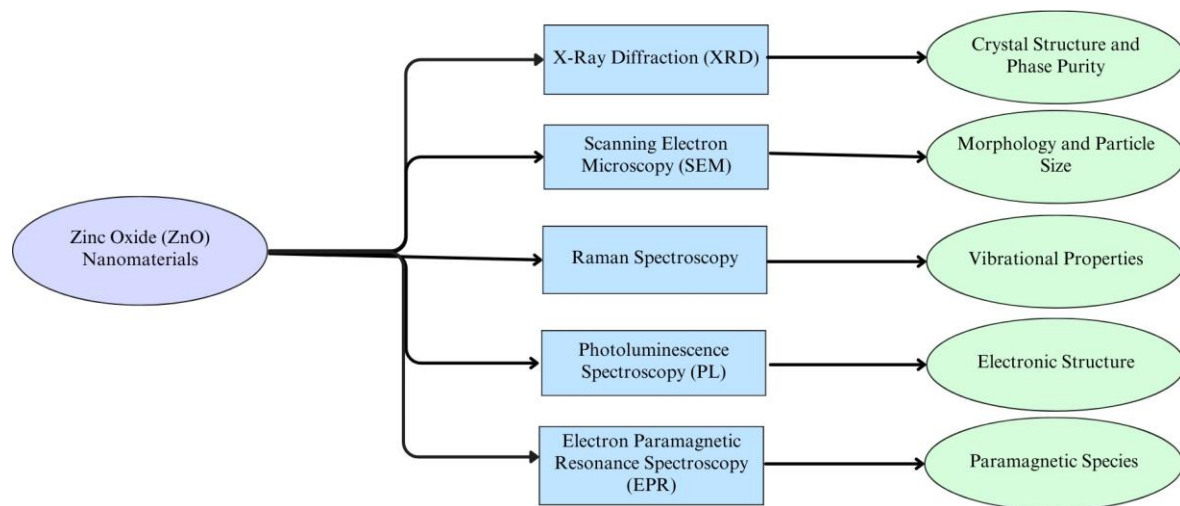 X-Ray Diffraction (XRD)
Crystal Structure and
Phase Purity
Scanning Electron
Microscopy (SEM)
Morphology and Particle
Size
Zinc Oxide (ZnO)
Nanomaterials
Raman Spectroscopy
Vibrational Properties
Photoluminescence
Spectroscopy (PL)
Electronic Structure
Electron Paramagnetic
Resonance Spectroscopy
(EPR)
Paramagnetic Species